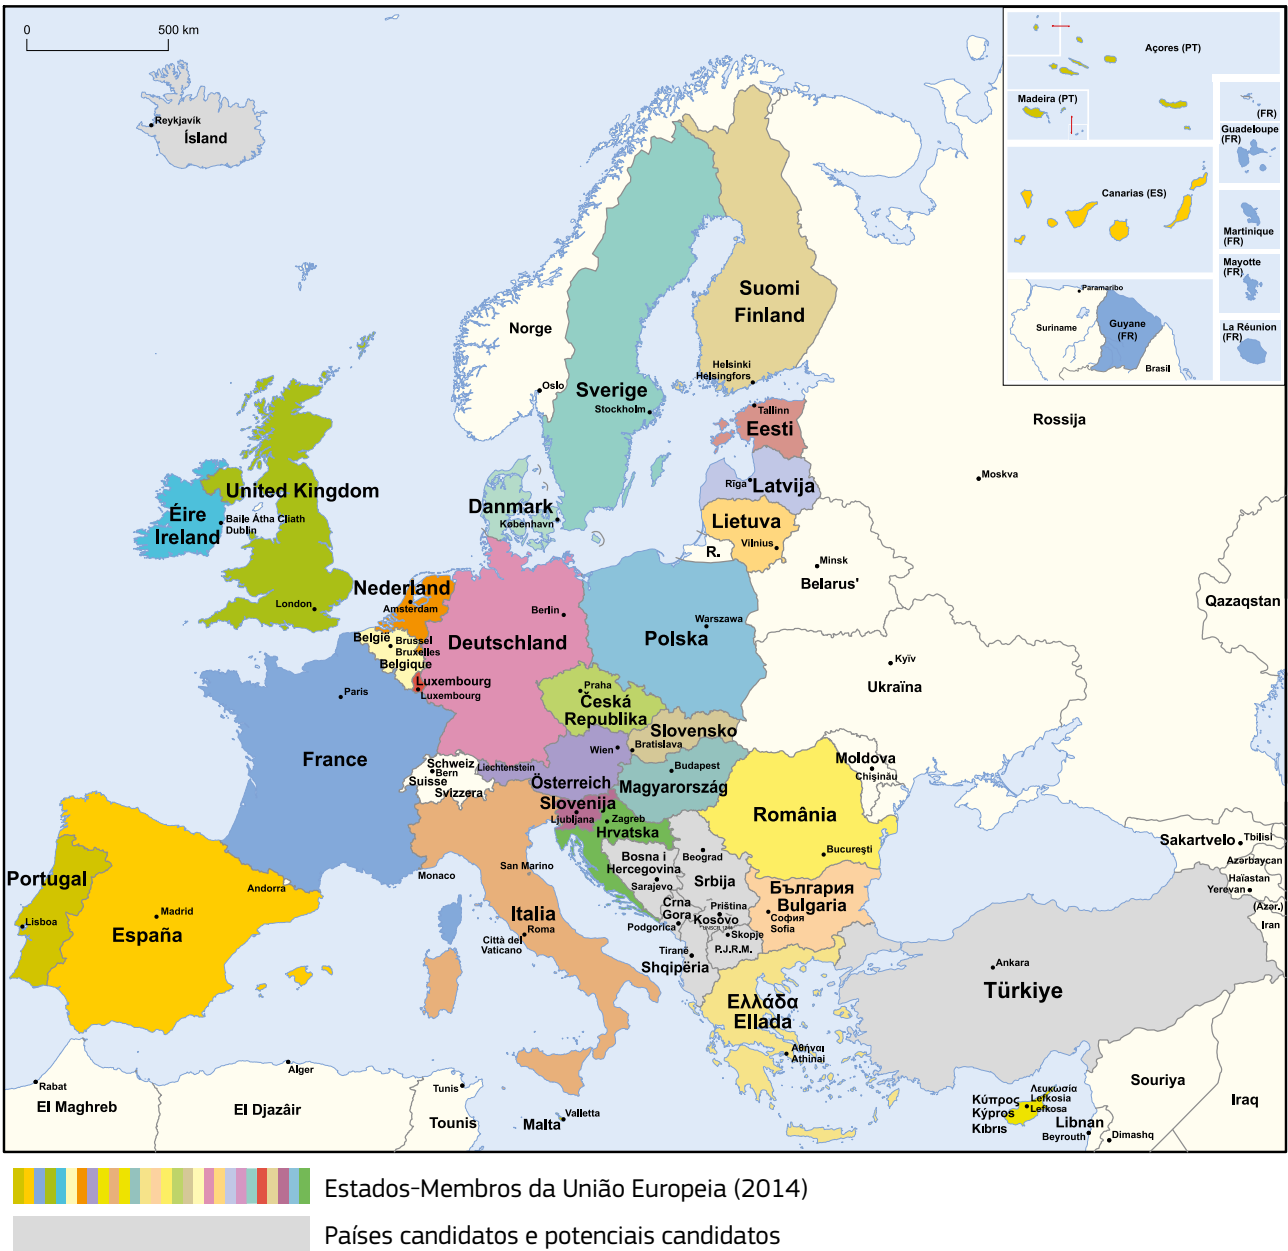 0
500 km
Reykjavík
Ísland
Açores (PT)
Madeira (PT)
(FR)
Guadeloupe
(FR)
Canarias (ES)
Martinique
(FR)
Mayotte
(FR)
Paramaribo
Suriname
Guyane
(FR)
Brasil
La Réunion
(FR)
Suomi
Finland
Norge
Helsinki
Helsingfors
Oslo
Sverige
Stockholm
Tallinn
Eesti
Rossija
Moskva
Rīga
Latvija
United Kingdom
Éire
Ireland
Baile Átha Cliath
Dublin
Danmark
København
Lietuva
Vilnius
R.
Minsk
Belarus'
London
Nederland
Amsterdam
Berlin
Deutschland
Warszawa
Polska
Qazaqstan
België
Brussel
Bruxelles
Belgique
Kyïv
Ukraïna
Luxembourg
Luxembourg
Paris
Praha
Česká
Republika
Slovensko
Bratislava
France
Wien
Österreich
Liechtenstein
Schweiz
Bern
Suisse
Svizzera
Budapest
Magyarország
Moldova
Chişinău
Slovenija
Ljubljana
Zagreb
Hrvatska
România
Bucureşti
Sakartvelo
Tbilisi
Azərbaycan
Haïastan
Yerevan
(Azər.)
Iran
Portugal
Lisboa
Madrid
España
Andorra
Monaco
San Marino
Italia
Roma
Città del
Vaticano
Bosna i
Hercegovina
Sarajevo
Beograd
Srbija
Crna
Gora
Podgorica
Priština
Kosovo
UNSCR 1244
Skopje
P.J.R.M.
Tiranë
Shqipëria
България
Bulgaria
София
Sofia
Ankara
Türkiye
Ελλάδα
Ellada
Αθήναι
Athinai
Rabat
El Maghreb
Alger
El Djazâir
Tunis
Tounis
Malta
Valletta
Κύπρος
Kýpros
Kıbrıs
Λευκωσία
Lefkosia
Lefkosa
Libnan
Beyrouth
Dimashq
Souriya
Iraq
Estados-Membros da União Europeia (2014)
Países candidatos e potenciais candidatos